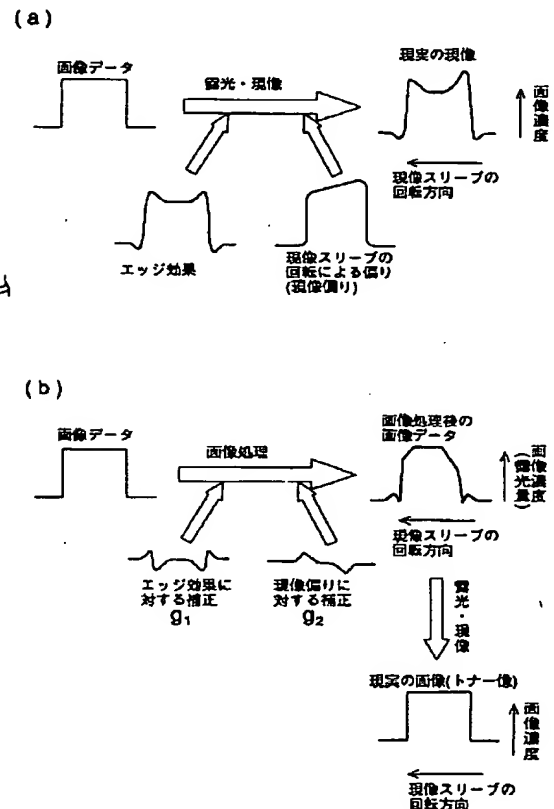 (a)
画像データ
露光・現像
現実の現像
画像濃度
現像スリーブの
回転方向
エッジ効果
現像スリーブの
回転による偏り
(現像偏り)
(b)
画像データ
画像処理
画像処理後の
画像データ
画像濃度
(露光量)
現像スリーブの
回転方向
エッジ効果に
対する補正
g₁
現像偏りに
対する補正
g₂
露光・現像
現実の画像(トナー像)
画像濃度
現像スリーブの
回転方向